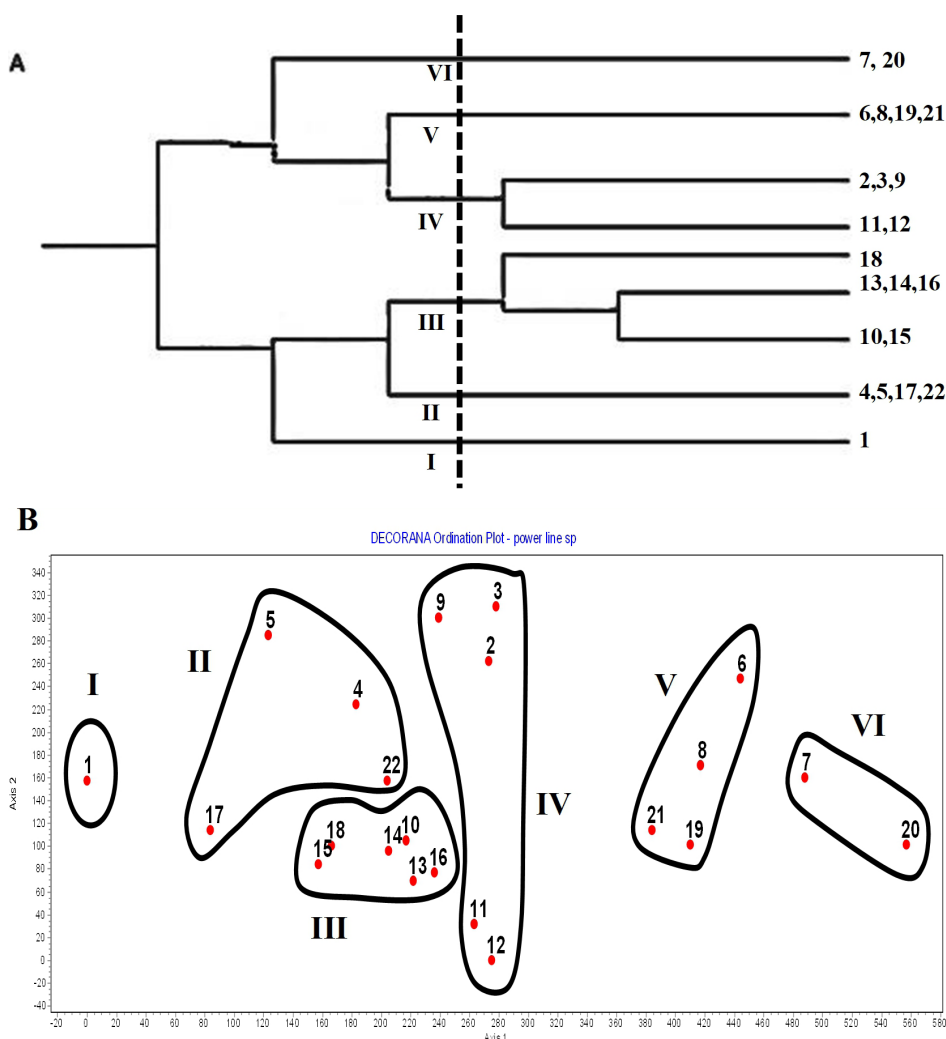 A
VI
7, 20
V
6,8,19,21
IV
2,3,9
11,12
III
18
13,14,16
10,15
II
4,5,17,22
I
1
B
DECORANA Ordination Plot - power line sp
340
320
300
280
260
240
220
200
180
160
140
120
100
80
60
40
20
0
-20
-40
Axis 2
I
1
II
5
4
22
17
III
15
18
14
10
13
16
IV
9
3
2
11
12
V
6
8
21
19
VI
7
20
-20 0 20 40 60 80 100 120 140 160 180 200 220 240 260 280 300 320 340 360 380 400 420 440 460 480 500 520 540 560 580
Axis 1